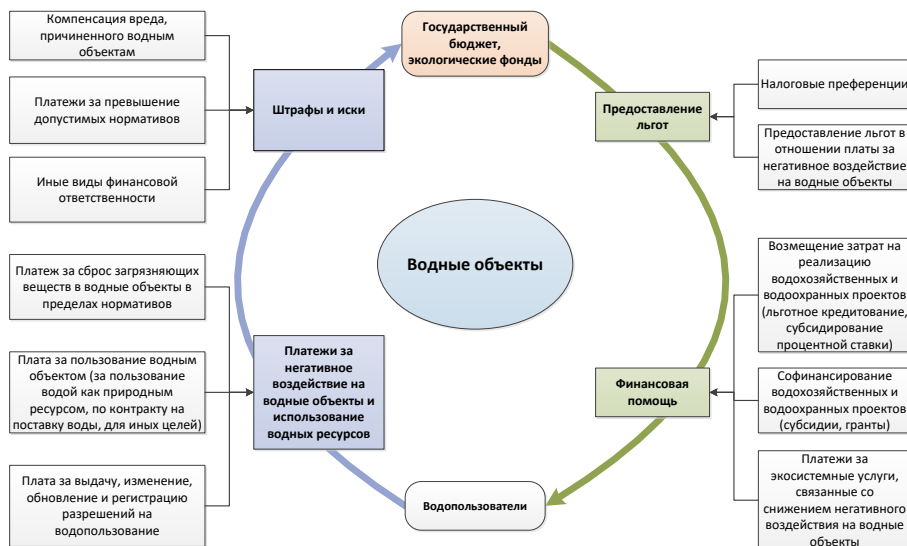 Компенсация вреда,
причиненного водным
объектам
Платежи за превышение
допустимых нормативов
Иные виды финансовой
ответственности
Штрафы и иски
Государственный
бюджет,
экологические фонды
Предоставление
льгот
Налоговые преференции
Предоставление льгот в
отношении платы за
негативное воздействие
на водные объекты
Водные объекты
Платеж за сброс загрязняющих
веществ в водные объекты в
пределах нормативов
Плата за пользование водным
объектом (за пользование
водой как природным
ресурсом, по контракту на
поставку воды, для иных целей)
Плата за выдачу, изменение,
обновление и регистрацию
разрешений на
водопользование
Платежи за
негативное
воздействие на
водные объекты и
использование
водных ресурсов
Водопользователи
Финансовая
помощь
Возмещение затрат на
реализацию
водохозяйственных и
водоохранных проектов
(льготное кредитование,
субсидирование
процентной ставки)
Софинансирование
водохозяйственных и
водоохранных проектов
(субсидии, гранты)
Платежи за
экосистемные услуги,
связанные со
снижением негативного
воздействия на водные
объекты